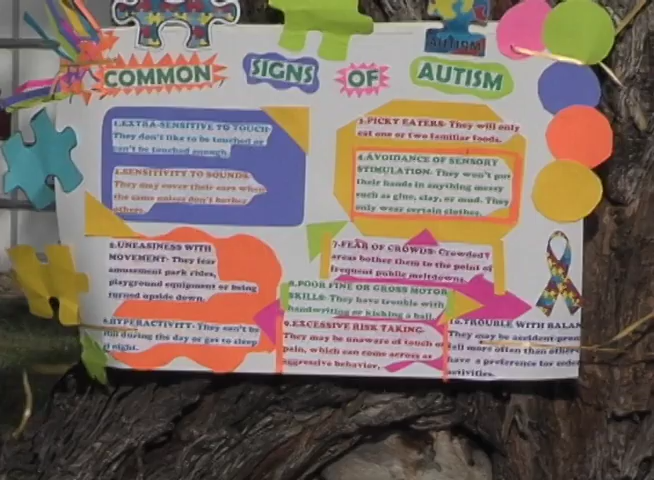 AUTISM
COMMON SIGNS OF AUTISM
1.EXTRA-SENSITIVE TO TOUCH:
They don't like to be touched or
can't be touched enough.
2.SENSITIVITY TO SOUNDS:
They may cover their ears when
the same noises don't bother
others.
3-PICKY EATERS- They will only
eat one or two familiar foods.
4.AVOIDANCE OF SENSORY
STIMULATION. They won't put
their hands in anything messy
such as glue, clay, or mud. They
only wear certain clothes.
UNEASINESS WITH
MOVEMENT: They fear
amusement park rides,
playground equipment or being
turned upside down.
HYPERACTIVITY- They can't be
during the day or get to sleep
at night.
7-FEAR OF CROWDS- Crowded
areas bother them to the point of
frequent public meltdowns.
8.POOR FINE OR GROSS MOTOR
SKILLS: They have trouble with
handwriting or kicking a ball.
9.EXCESSIVE RISK TAKING.
They may be unaware of touch or
pain, which can come across as
aggressive behavior.
10.TROUBLE WITH BALAN
They may be accident-prone
fell more often than others
have a preference for
activities.